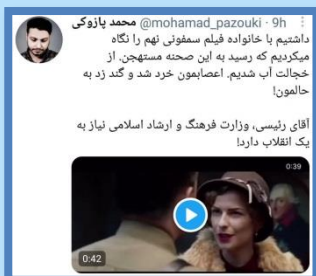 محمد پازوکی @mohamad_pazouki · 9h
داشتیم با خانواده فیلم سمفونی نهم را نگاه
میکردیم که رسید به این صحنه مستهجن. از
خجالت آب شدیم. اعصابمون خرد شد و گند زد به
حالمون!
آقای رئیسی، وزارت فرهنگ و ارشاد اسلامی نیاز به
یک انقلاب دارد!
0:39
0:42